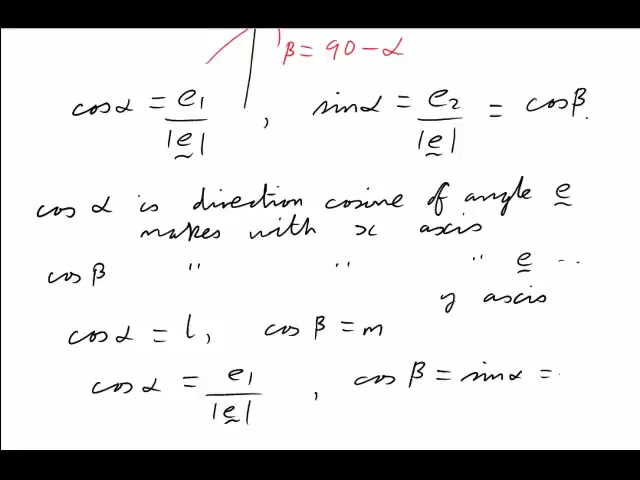 β = 90 - α
cos α = e₁/|ḛ| , sin α = e₂/|ḛ| = cos β.
cos α is direction cosine of angle ḛ
makes with x axis
cos β " " " ḛ ...
y axis
cos α = l, cos β = m
cos α = e₁/|ḛ| , cos β = sin α =